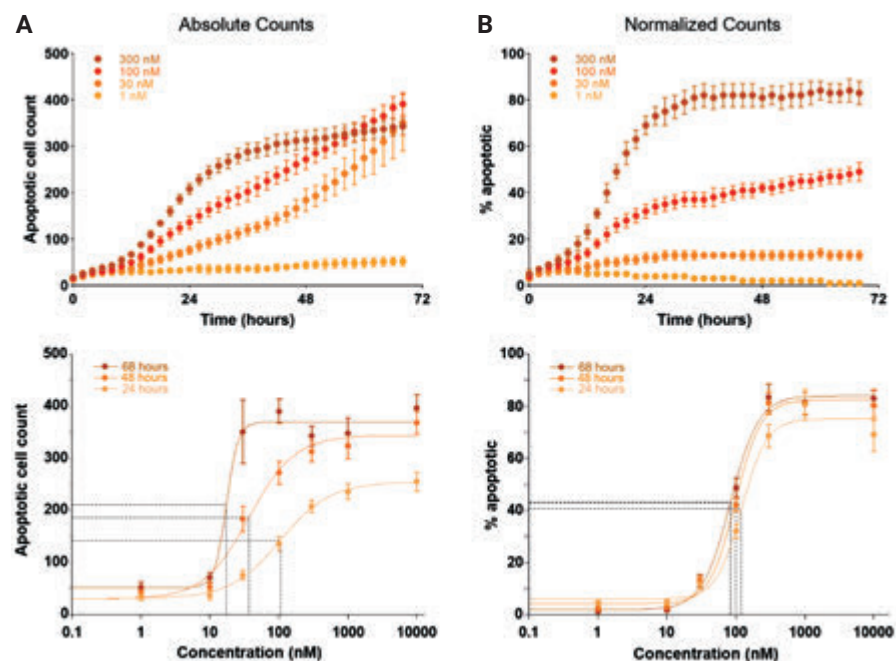 A
Absolute Counts
500
400
300
200
100
0
Apoptotic cell count
300 nM
100 nM
30 nM
1 nM
0
24
48
72
Time (hours)
B
Normalized Counts
100
80
60
40
20
0
% apoptotic
300 nM
100 nM
30 nM
1 nM
0
24
48
72
Time (hours)
500
400
300
200
100
0
Apoptotic cell count
68 hours
48 hours
24 hours
0.1
1
10
100
1000
10000
Concentration (nM)
100
80
60
40
20
0
% apoptotic
68 hours
48 hours
24 hours
0.1
1
10
100
1000
10000
Concentration (nM)